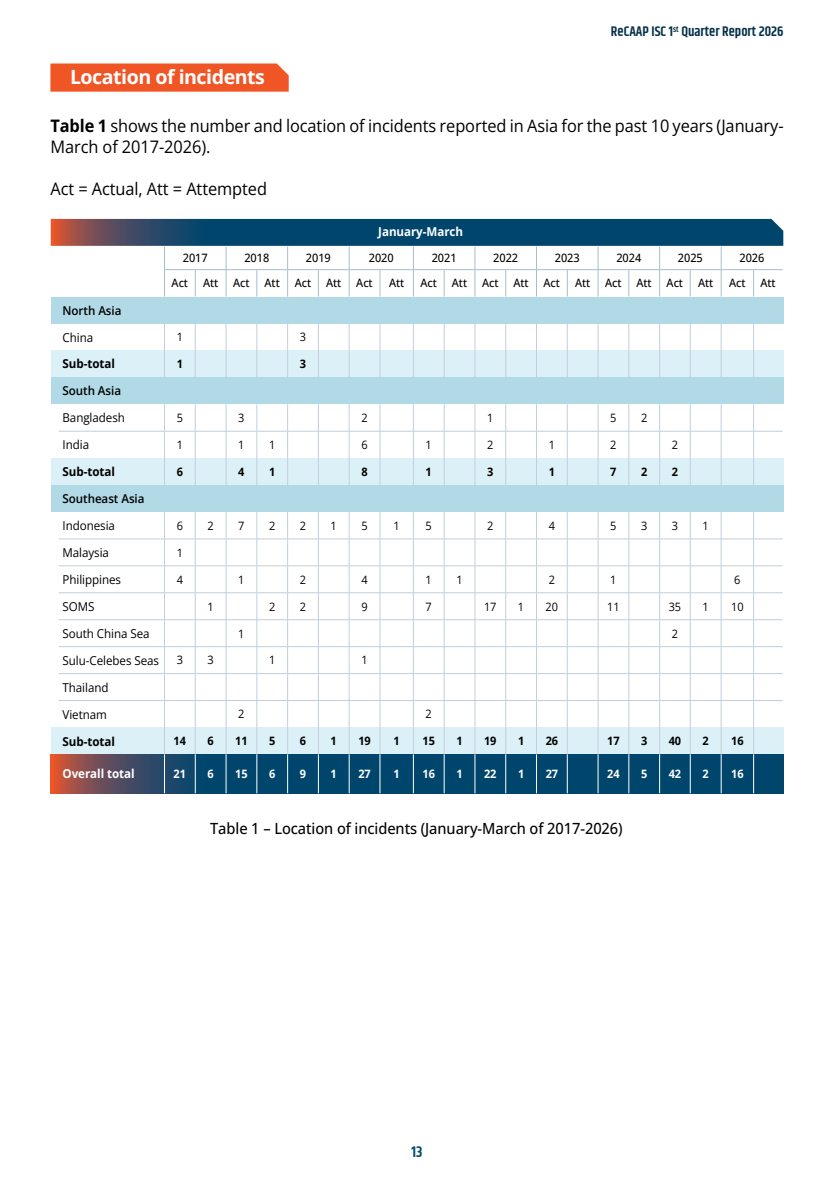 ReCAAP ISC 1st Quarter Report 2026
Location of incidents
Table 1 shows the number and location of incidents reported in Asia for the past 10 years (January-
March of 2017-2026).
Act = Actual, Att = Attempted
January-March
2017 2018 2019 2020 2021 2022 2023 2024 2025 2026
Act Att Act Att Act Att Act Att Act Att Act Att Act Att Act Att Act Att Act Att
North Asia
China 1 3
Sub-total 1 3
South Asia
Bangladesh 5 3 2 1 5 2
India 1 1 1 6 1 2 1 2 2
Sub-total 6 4 1 8 1 3 1 7 2 2
Southeast Asia
Indonesia 6 2 7 2 2 1 5 1 5 2 4 5 3 3 1
Malaysia 1
Philippines 4 1 2 4 1 1 2 1 6
SOMS 1 2 2 9 7 17 1 20 11 35 1 10
South China Sea 1 2
Sulu-Celebes Seas 3 3 1 1
Thailand
Vietnam 2 2
Sub-total 14 6 11 5 6 1 19 1 15 1 19 1 26 17 3 40 2 16
Overall total 21 6 15 6 9 1 27 1 16 1 22 1 27 24 5 42 2 16
Table 1 – Location of incidents (January-March of 2017-2026)
13